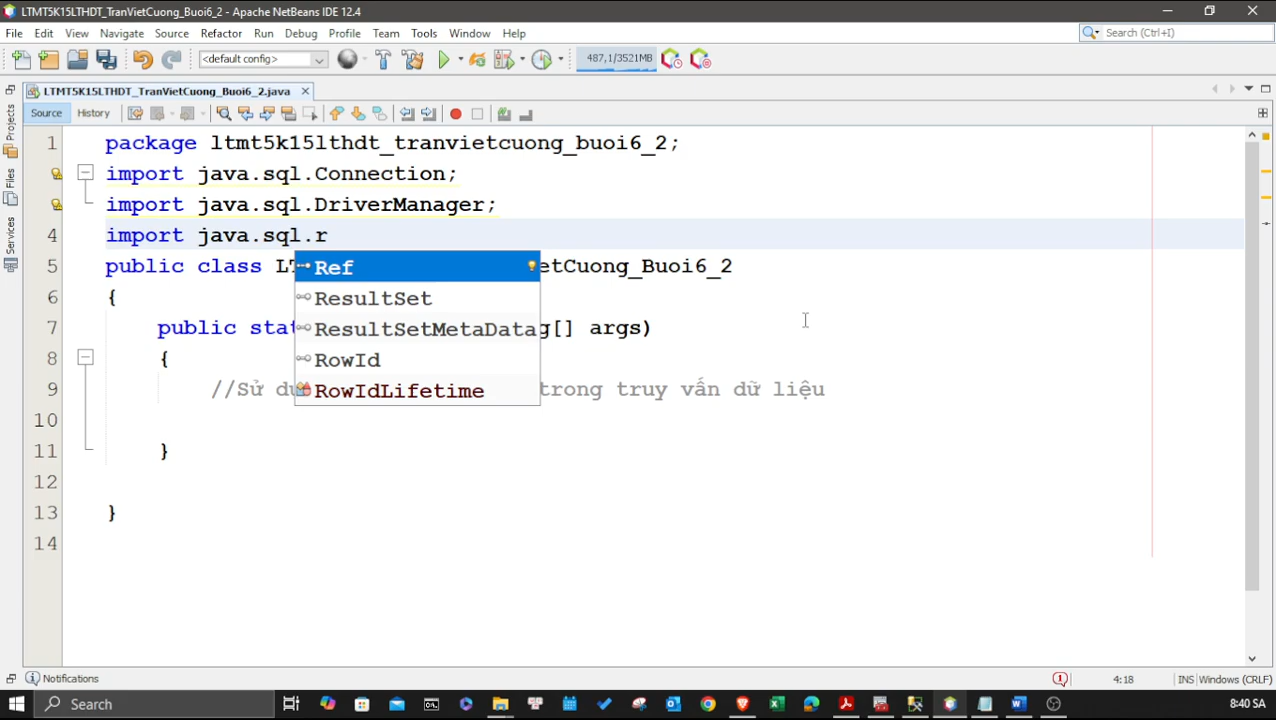 LTMT5K15LTHDT_TranVietCuong_Buoi6_2 - Apache NetBeans IDE 12.4
File Edit View Navigate Source Refactor Run Debug Profile Team Tools Window Help
Search (Ctrl+I)
<default config>
487,1/3521MB
LTMT5K15LTHDT_TranVietCuong_Buoi6_2.java
Source History
Projects
Files
Services
1 package ltmt5k15lthdt_tranvietcuong_buoi6_2;
import java.sql.Connection;
import java.sql.DriverManager;
4 import java.sql.r
5 public class LT etCuong_Buoi6_2
6 {
7 public stat g[] args)
8 {
9 //Sử dụ trong truy vấn dữ liệu
10
11 }
12
13 }
14
Ref
ResultSet
ResultSetMetaData
RowId
RowIdLifetime
Notifications
4:18
INS
Windows (CRLF)
Search
8:40 SA